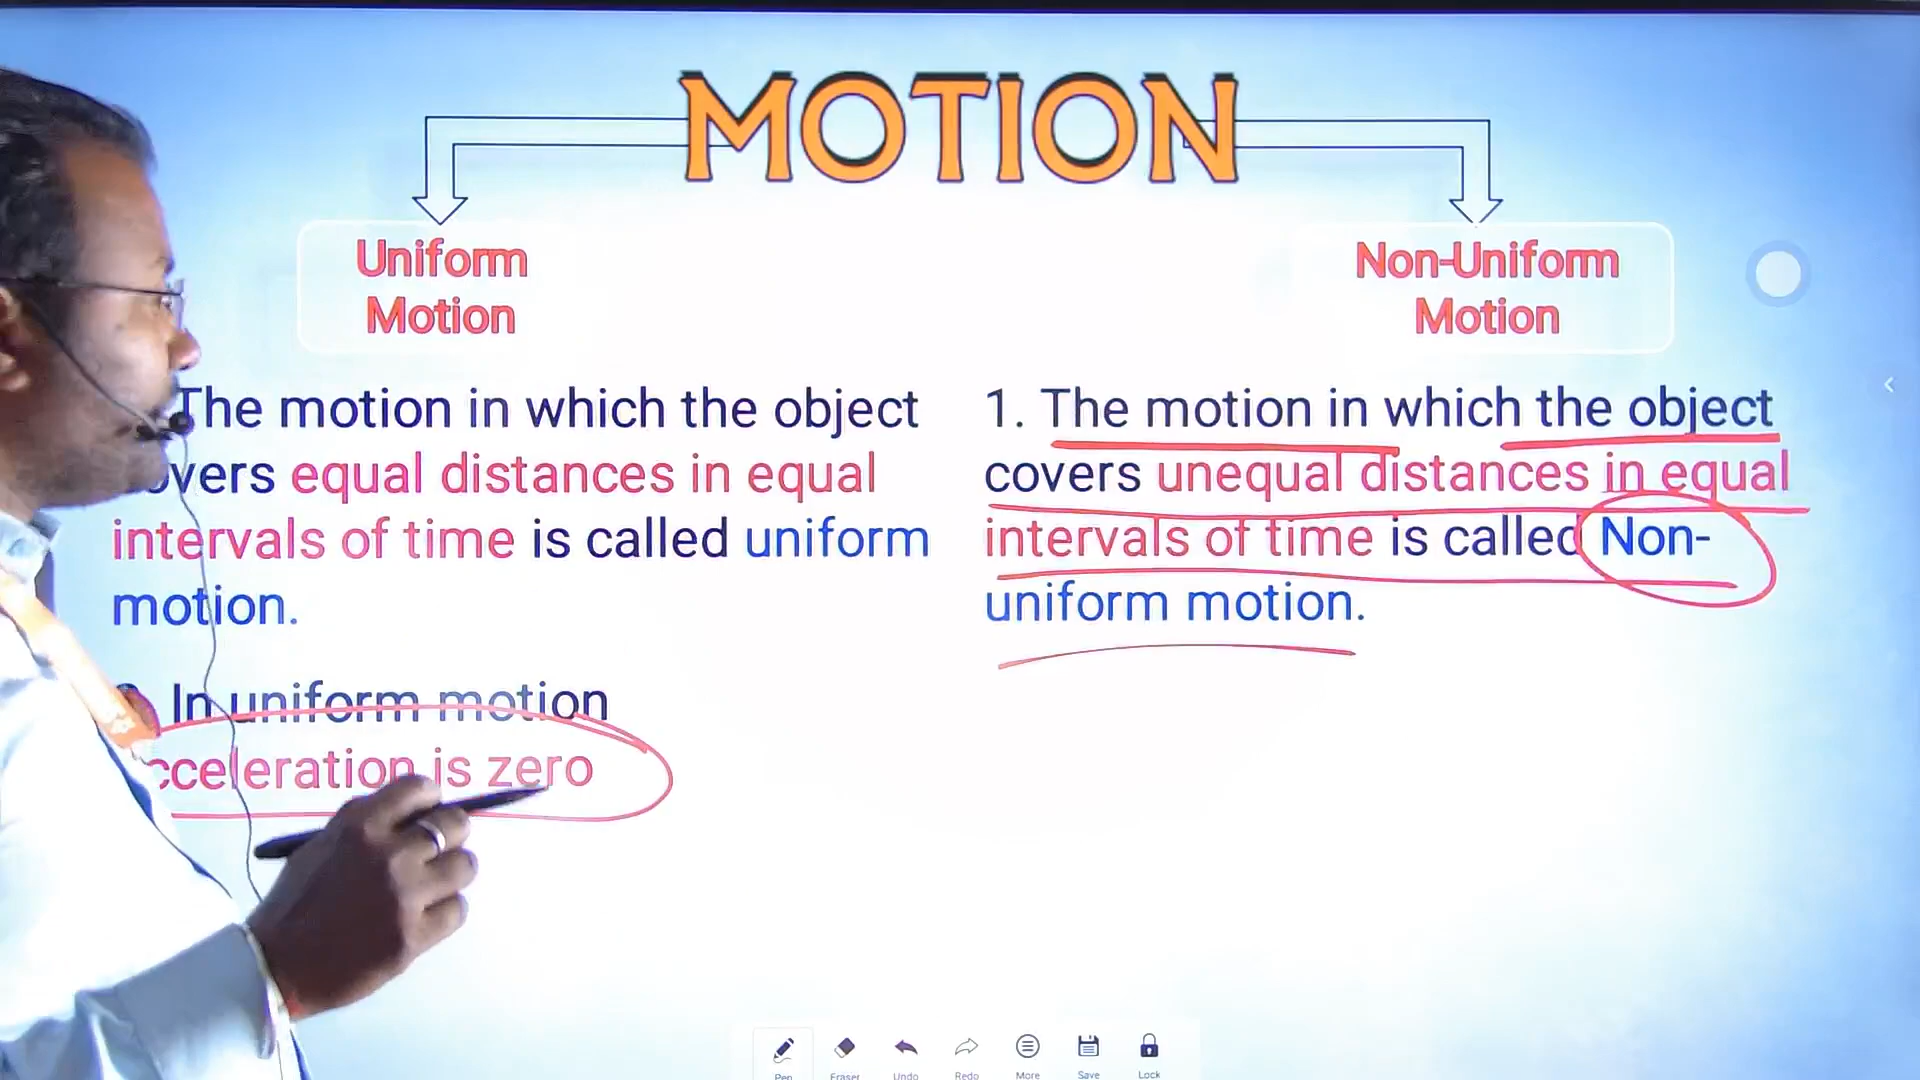 MOTION
Uniform
Motion
The motion in which the object
equal distances in equal
intervals of time is called uniform
motion.
In uniform motion
is zero
Non-Uniform
Motion
1. The motion in which the object
covers unequal distances in equal
intervals of time is called Non-
uniform motion.
Pen Eraser Undo Redo More Save Lock